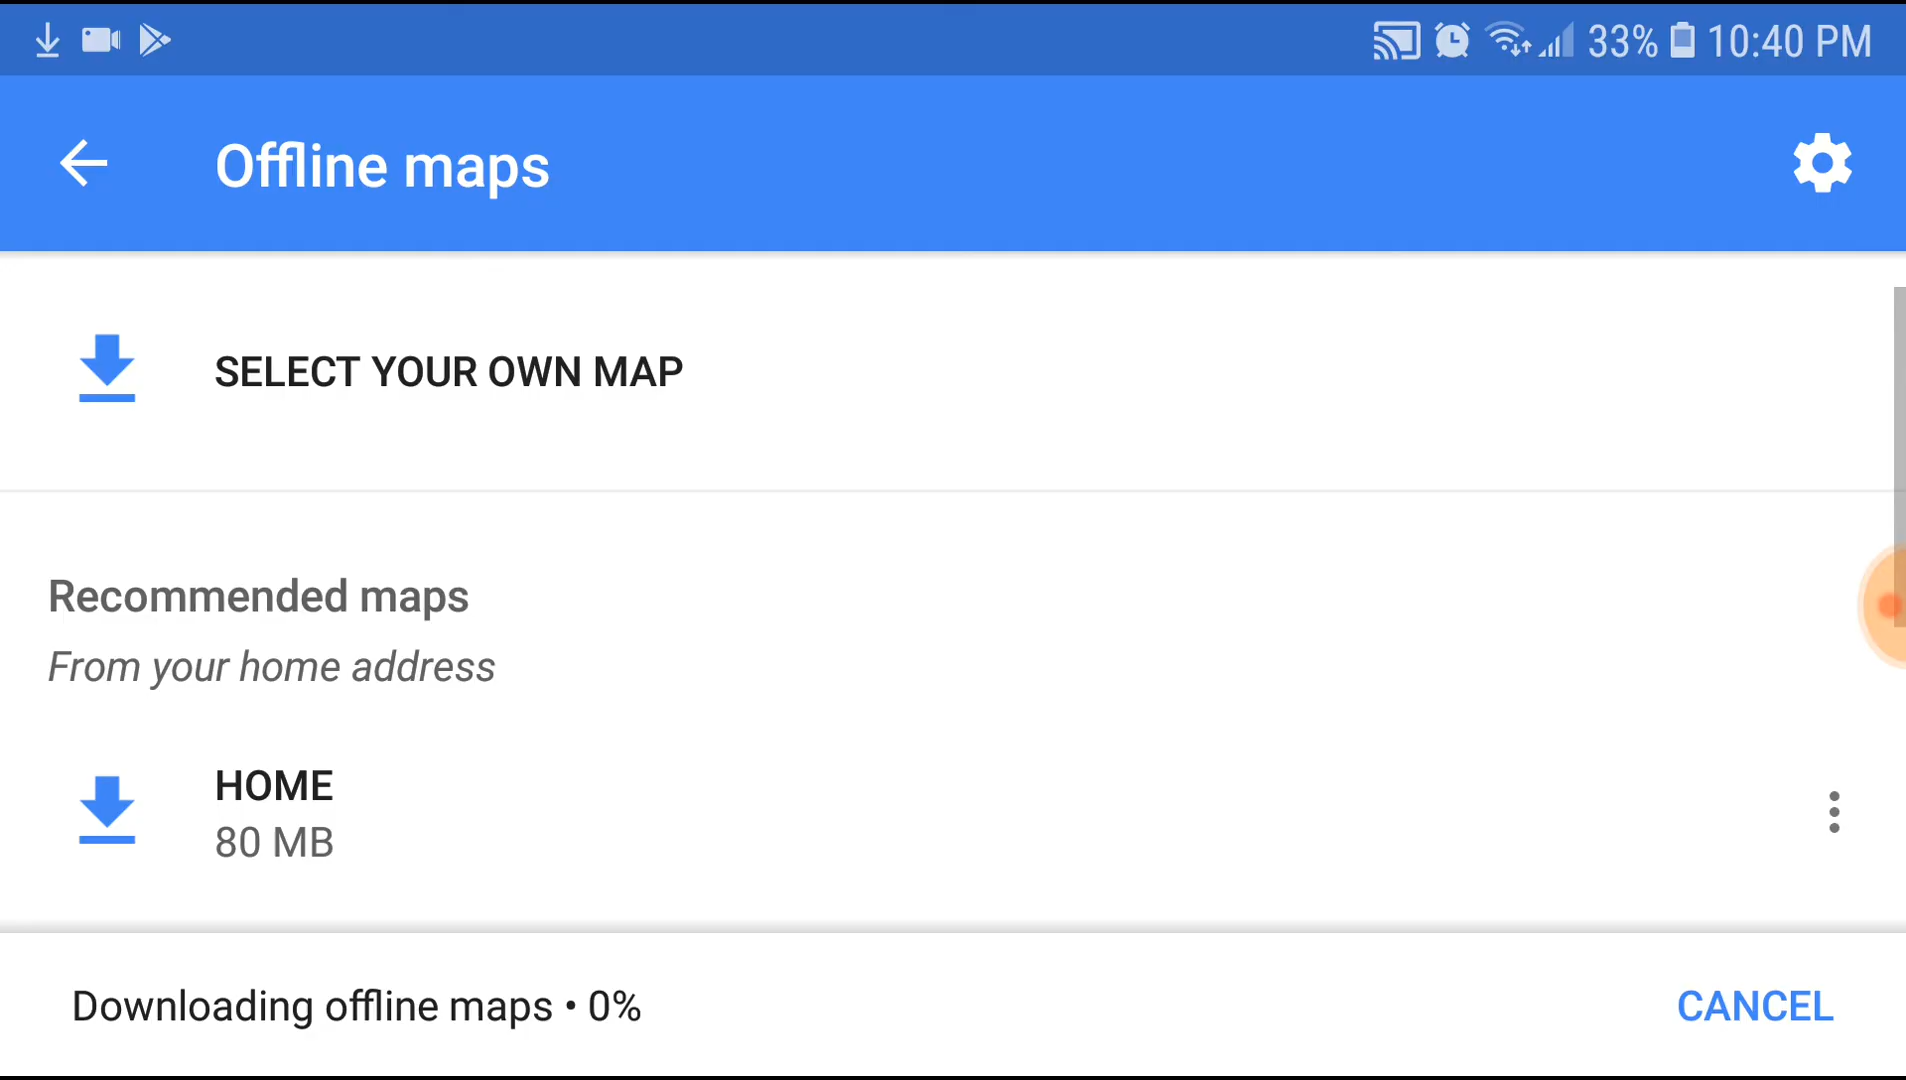 33% 10:40 PM
Offline maps
SELECT YOUR OWN MAP
Recommended maps
From your home address
HOME
80 MB
Downloading offline maps • 0%
CANCEL